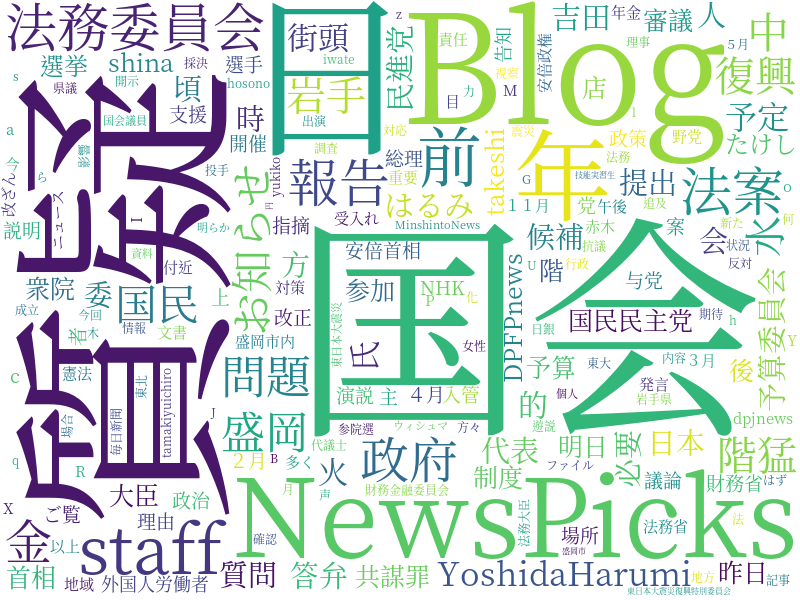 法務委員会
街頭
Blog
吉田
年金
審議
人
中
選挙
shina
採決
選手
iwate
民進党
責任
告知
安倍政権
5月
理事
z
s
県議
開示
hosono
頃
岩手
目
M
視察
店
復興
国会議員
支援
時
出演
カ
a
影響
投手
開催
調査
対応
前
年
震災
政策
野党
予定
今
ら
yukiko
報告
総理
重要
takeshi
法務
たけし
改ざん
ニュース
I
お知らせ
円
はるみ
G
技能実習生
提出
法案
o
説明
資料
明らか
指摘
受入れ
MinshintoNews
11月
党
午後
追及
何
付近
方
安倍首相
候補
赤木
案
新た
水
衆院
委
国民
上
対策
参加
NHK
階
U
抗議
会
状況
行政
与党
反対
成立
今回
木
情報
文書
者
改正
P
化
DPFPnews
日銀
国民民主党
期待
h
予算委員会
憲法
東北
盛岡市内
氏
東日本大震災
女性
国会
予算
東大
内容
3月
後
Y
C
場合
毎日新聞
tamakiyuichiro
問題
演説
主
4月
入管
的
個人
発言
岩手県
q
J
盛岡
参院選
ウィシュマ
方々
遊説
必要
dpjnews
R
2月
B
代議士
政府
代表
明日
日本
階猛
X
大臣
政治
多く
火
月
声
ファイル
制度
議論
財務省
はず
ご覧
理由
財務金融委員会
NewsPicks
金
以上
staff
確認
法務大臣
場所
法務省
法
首相
地域
外国人労働者
質問
答弁
共謀罪
YoshidaHarumi
盛岡市
地方
昨日
記事
東日本大震災復興特別委員会